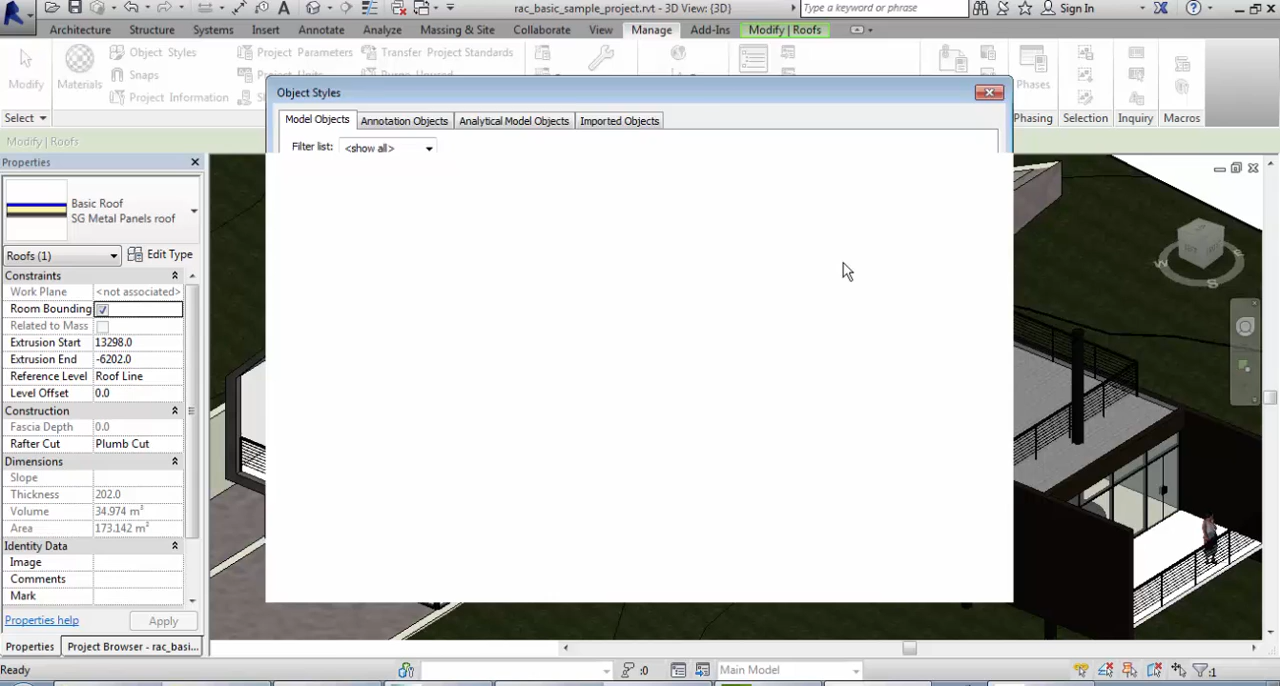 rac_basic_sample_project.rvt - 3D View: {3D}
Type a keyword or phrase
Sign In
Architecture Structure Systems Insert Annotate Analyze Massing & Site Collaborate View Manage Add-Ins Modify | Roofs
Modify
Materials
Object Styles
Snaps
Project Information
Project Parameters
Transfer Project Standards
Phases
Select Phasing Selection Inquiry Macros
Modify | Roofs
Object Styles
Model Objects Annotation Objects Analytical Model Objects Imported Objects
Filter list: <show all>
Properties
Basic Roof
SG Metal Panels roof
Roofs (1) Edit Type
Constraints
Work Plane <not associated>
Room Bounding
Related to Mass
Extrusion Start 13298.0
Extrusion End -6202.0
Reference Level Roof Line
Level Offset 0.0
Construction
Fascia Depth 0.0
Rafter Cut Plumb Cut
Dimensions
Slope
Thickness 202.0
Volume 34.974 m³
Area 173.142 m²
Identity Data
Image
Comments
Mark
Properties help Apply
Properties Project Browser - rac_basi...
Ready :0 Main Model :1